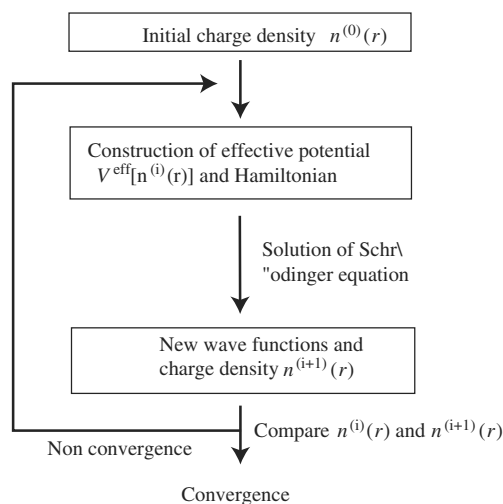 Initial charge density n^(0)(r)
Construction of effective potential
V^eff[n^(i)(r)] and Hamiltonian
Solution of Schr\
"odinger equation
New wave functions and
charge density n^(i+1)(r)
Compare n^(i)(r) and n^(i+1)(r)
Non convergence
Convergence